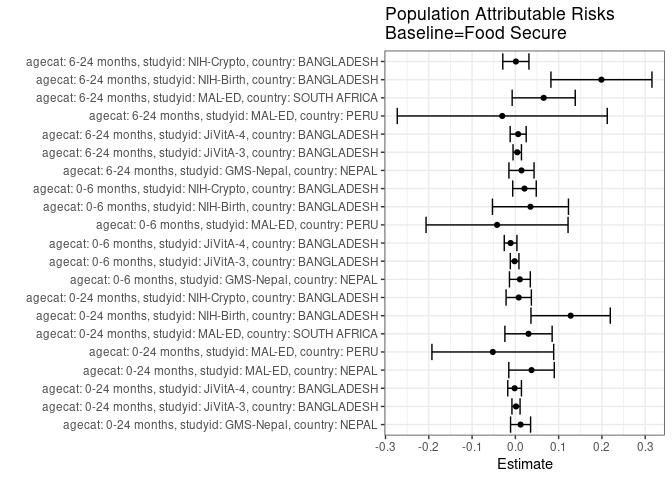 Population Attributable Risks
Baseline=Food Secure
agecat: 6-24 months, studyid: NIH-Crypto, country: BANGLADESH
agecat: 6-24 months, studyid: NIH-Birth, country: BANGLADESH
agecat: 6-24 months, studyid: MAL-ED, country: SOUTH AFRICA
agecat: 6-24 months, studyid: MAL-ED, country: PERU
agecat: 6-24 months, studyid: JiVitA-4, country: BANGLADESH
agecat: 6-24 months, studyid: JiVitA-3, country: BANGLADESH
agecat: 6-24 months, studyid: GMS-Nepal, country: NEPAL
agecat: 0-6 months, studyid: NIH-Crypto, country: BANGLADESH
agecat: 0-6 months, studyid: NIH-Birth, country: BANGLADESH
agecat: 0-6 months, studyid: MAL-ED, country: PERU
agecat: 0-6 months, studyid: JiVitA-4, country: BANGLADESH
agecat: 0-6 months, studyid: JiVitA-3, country: BANGLADESH
agecat: 0-6 months, studyid: GMS-Nepal, country: NEPAL
agecat: 0-24 months, studyid: NIH-Crypto, country: BANGLADESH
agecat: 0-24 months, studyid: NIH-Birth, country: BANGLADESH
agecat: 0-24 months, studyid: MAL-ED, country: SOUTH AFRICA
agecat: 0-24 months, studyid: MAL-ED, country: PERU
agecat: 0-24 months, studyid: MAL-ED, country: NEPAL
agecat: 0-24 months, studyid: JiVitA-4, country: BANGLADESH
agecat: 0-24 months, studyid: JiVitA-3, country: BANGLADESH
agecat: 0-24 months, studyid: GMS-Nepal, country: NEPAL
-0.3 -0.2 -0.1 0.0 0.1 0.2 0.3
Estimate